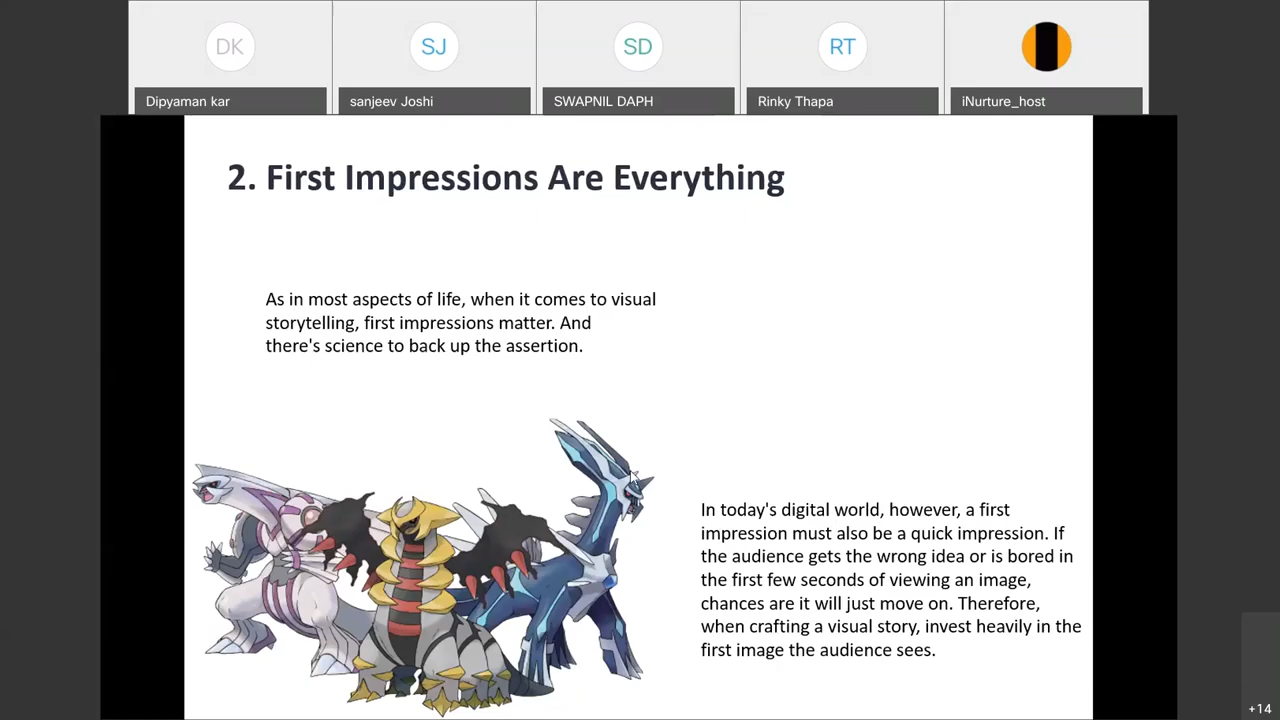 DK
SJ
SD
RT
Dipyaman kar
sanjeev Joshi
SWAPNIL DAPH
Rinky Thapa
iNurture_host
2. First Impressions Are Everything
As in most aspects of life, when it comes to visual
storytelling, first impressions matter. And
there's science to back up the assertion.
In today's digital world, however, a first
impression must also be a quick impression. If
the audience gets the wrong idea or is bored in
the first few seconds of viewing an image,
chances are it will just move on. Therefore,
when crafting a visual story, invest heavily in the
first image the audience sees.
+14